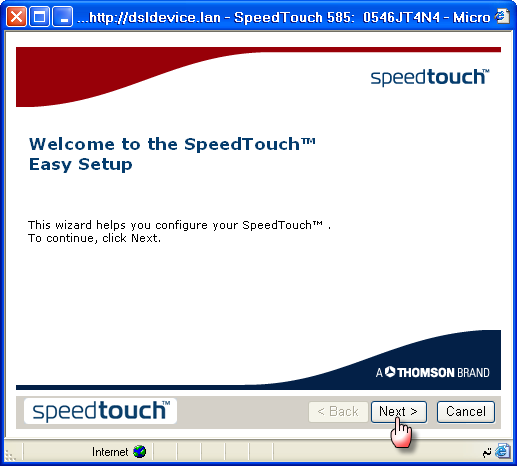 ...http://dsldevice.lan - SpeedTouch 585:  0546JT4N4 - Micro
speedtouch™
Welcome to the SpeedTouch™
Easy Setup
This wizard helps you configure your SpeedTouch™ .
To continue, click Next.
A THOMSON BRAND
speedtouch™
< Back
Next >
Cancel
Internet
تم